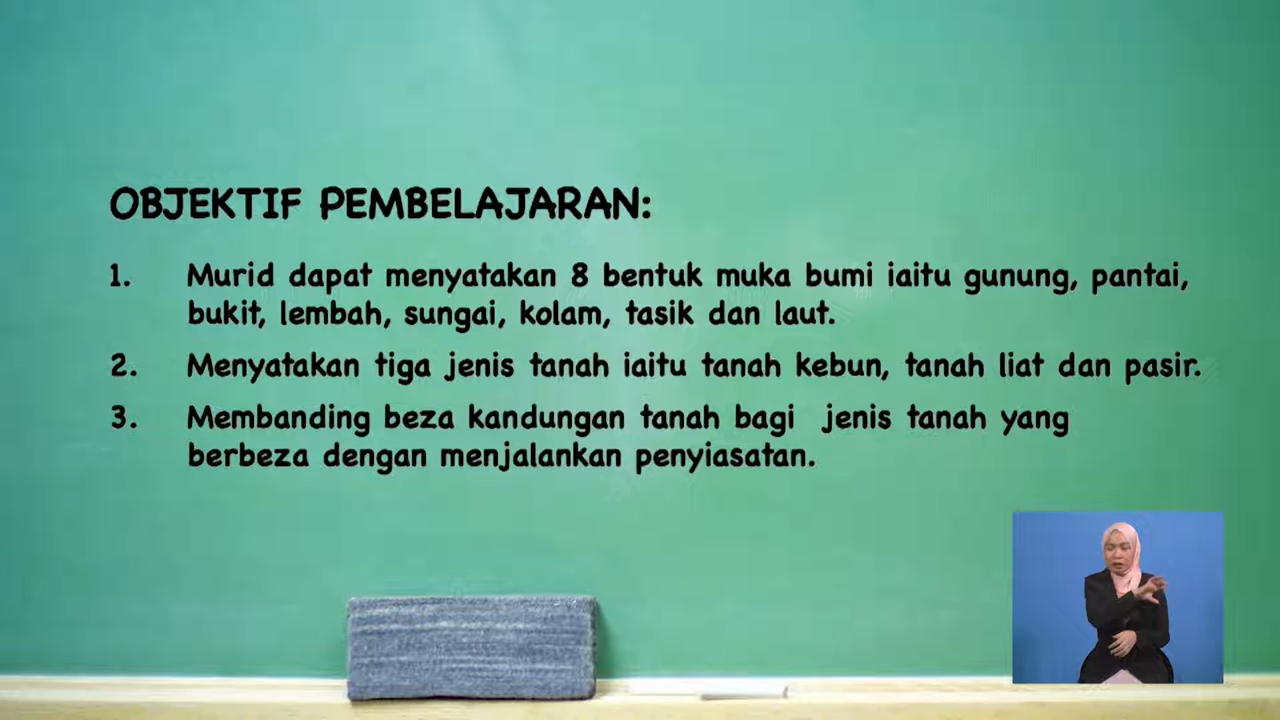 OBJEKTIF PEMBELAJARAN:
1. Murid dapat menyatakan 8 bentuk muka bumi iaitu gunung, pantai,
bukit, lembah, sungai, kolam, tasik dan laut.
2. Menyatakan tiga jenis tanah iaitu tanah kebun, tanah liat dan pasir.
3. Membanding beza kandungan tanah bagi jenis tanah yang
berbeza dengan menjalankan penyiasatan.